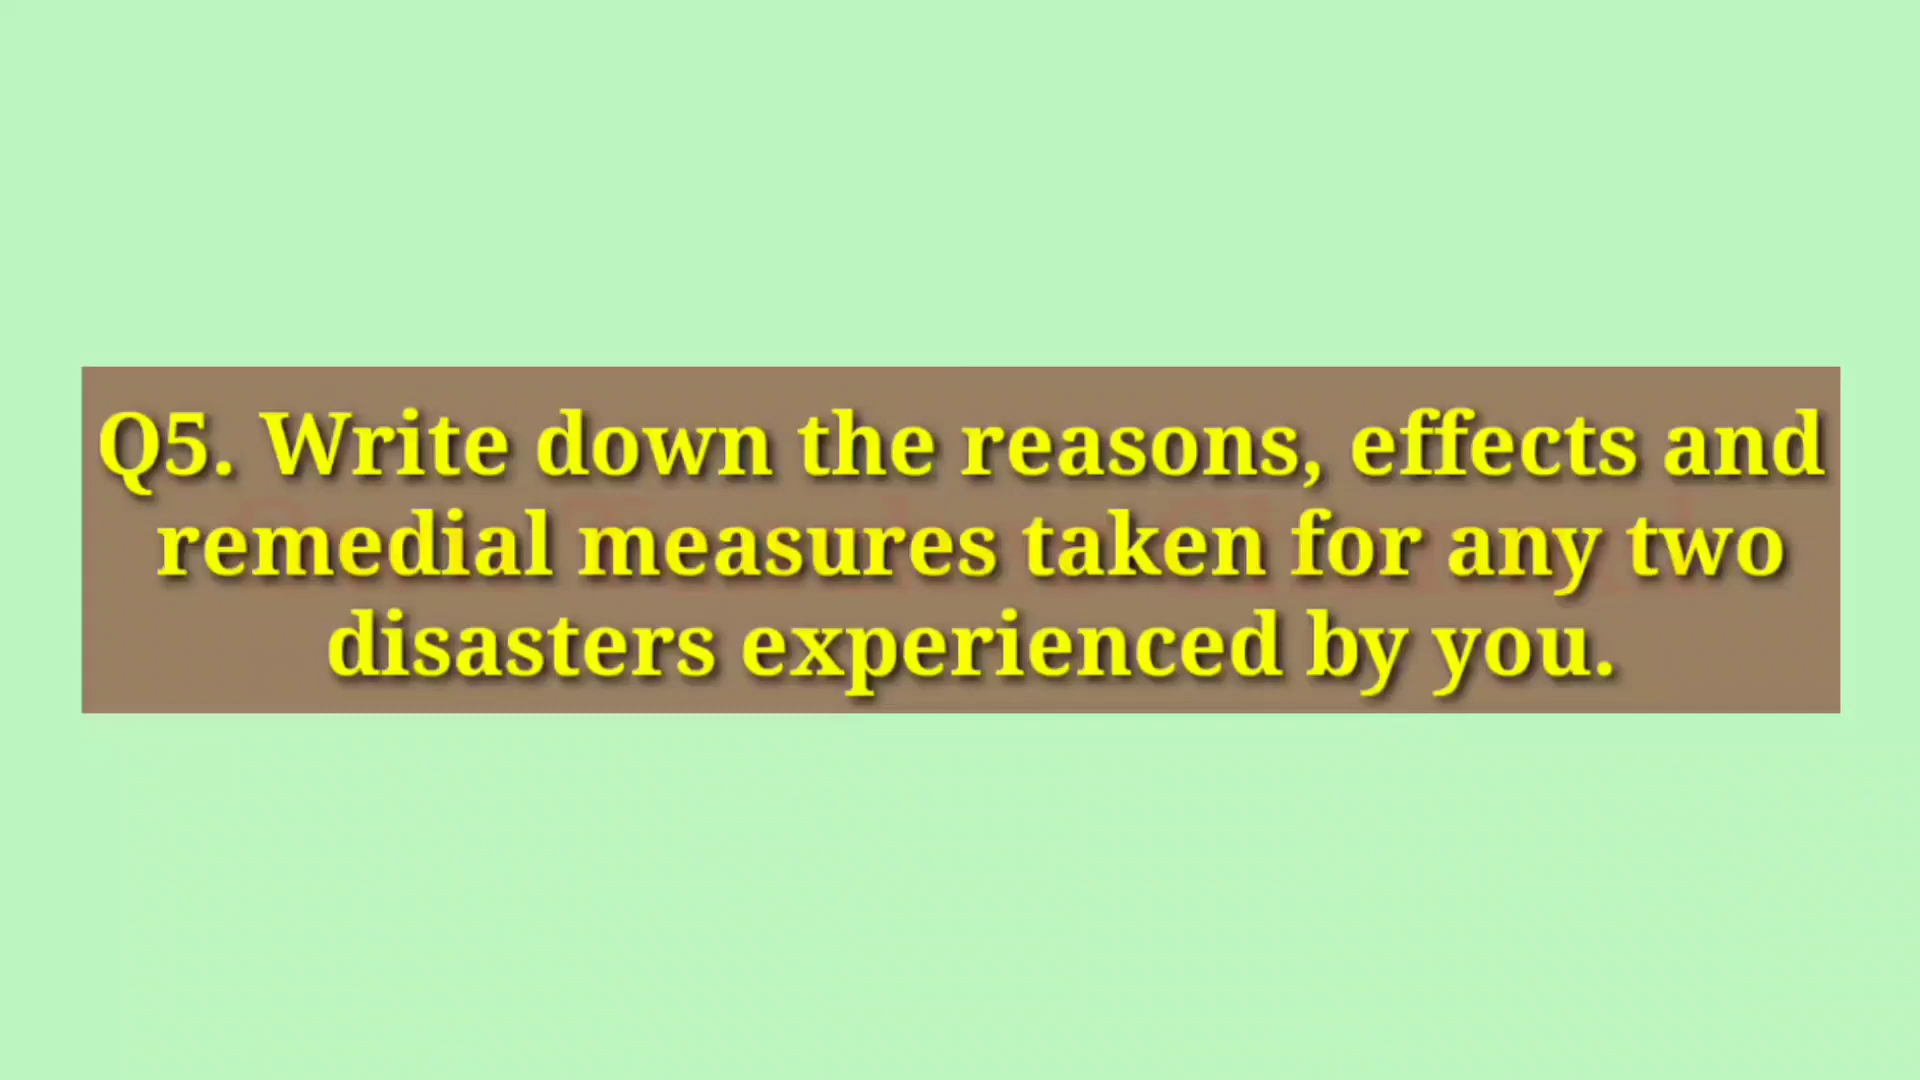 Q5. Write down the reasons, effects and
remedial measures taken for any two
disasters experienced by you.